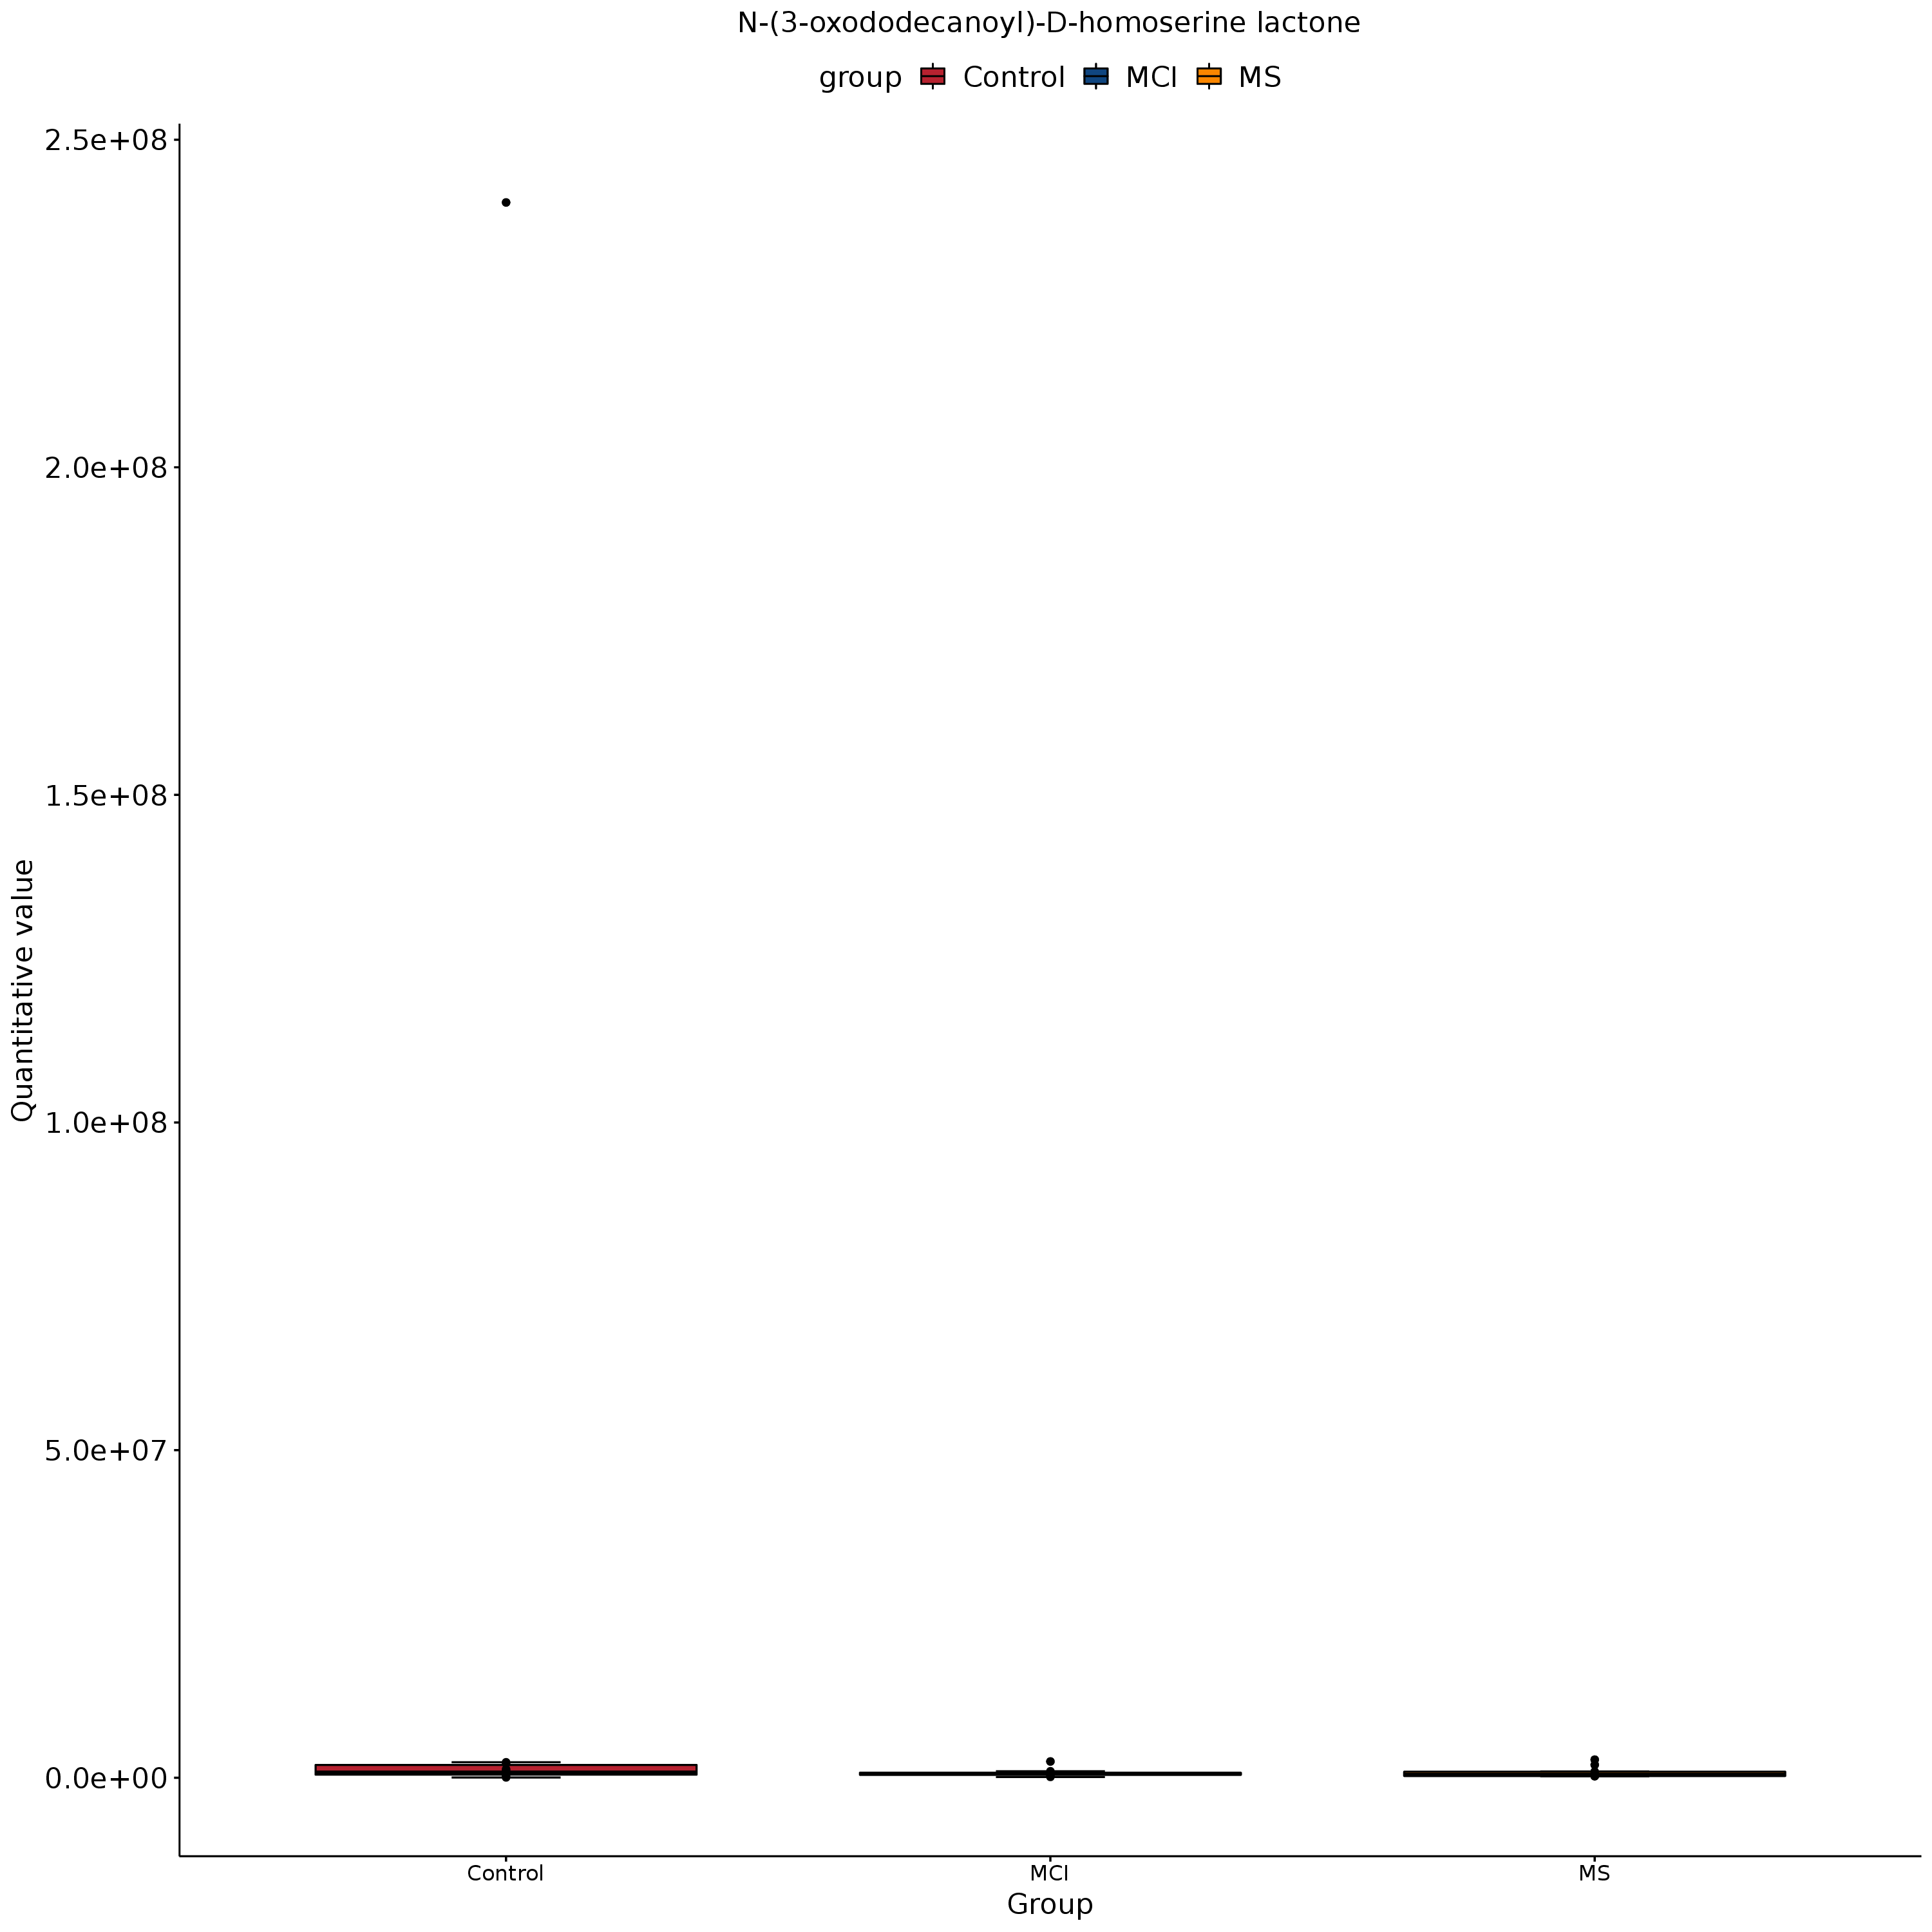 N-(3-oxododecanoyl)-D-homoserine lactone
group Control MCI MS
2.5e+08
2.0e+08
1.5e+08
1.0e+08
5.0e+07
0.0e+00
Quantitative value
Control MCI MS
Group